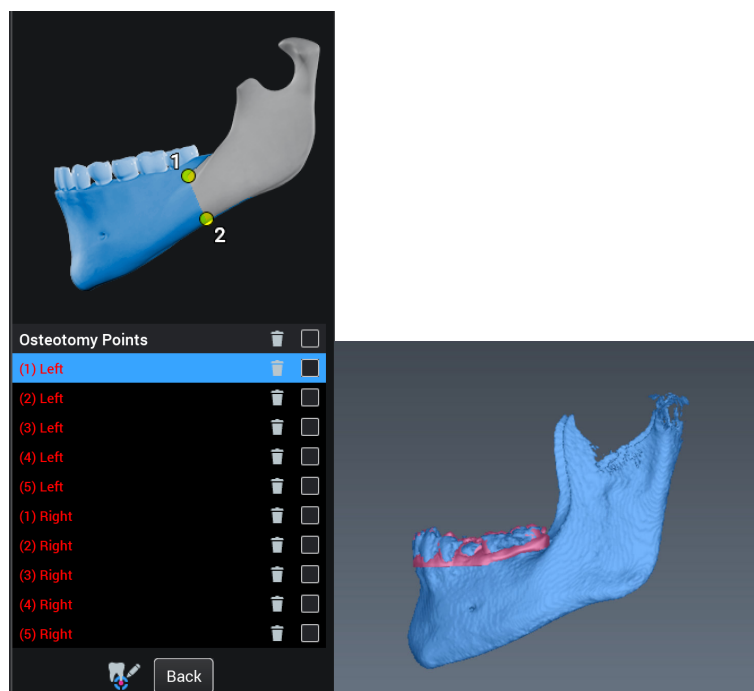 1
2
Osteotomy Points
(1) Left
(2) Left
(3) Left
(4) Left
(5) Left
(1) Right
(2) Right
(3) Right
(4) Right
(5) Right
Back